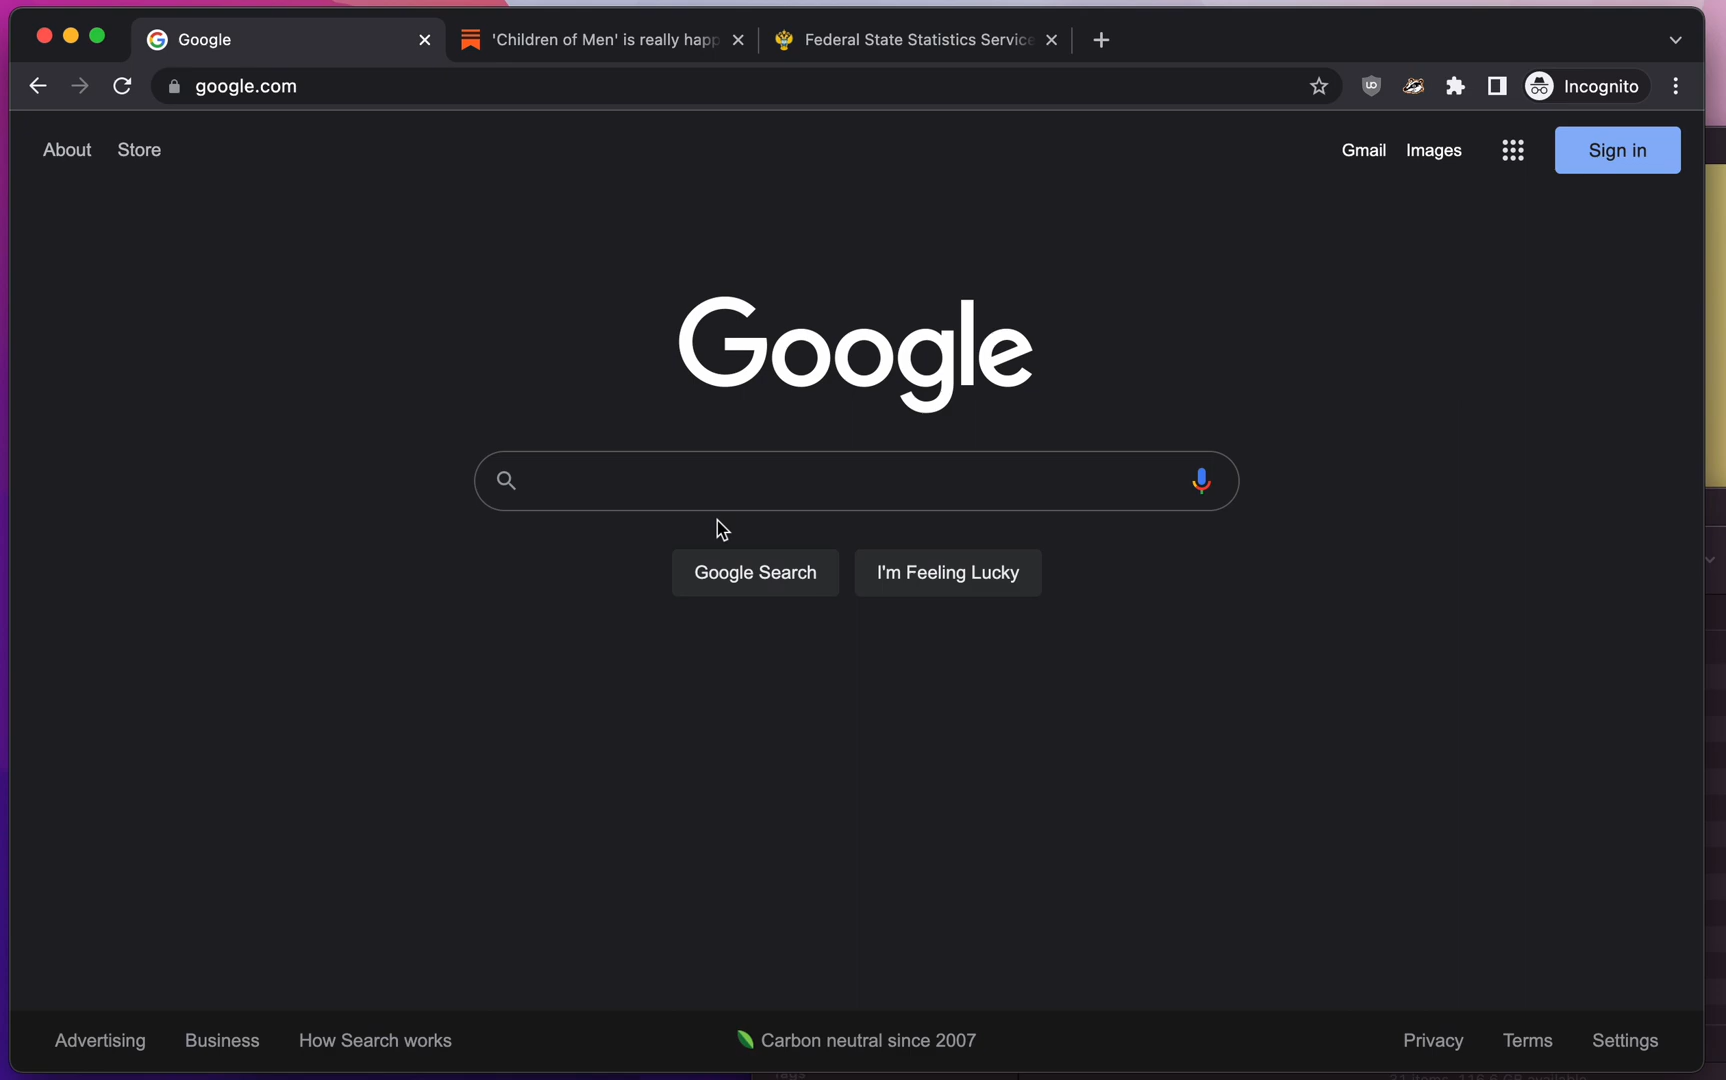 Google
'Children of Men' is really happ
Federal State Statistics Service
google.com
Incognito
About Store
Gmail Images
Sign in
Google
Google Search
I'm Feeling Lucky
Advertising Business How Search works
Carbon neutral since 2007
Privacy Terms Settings